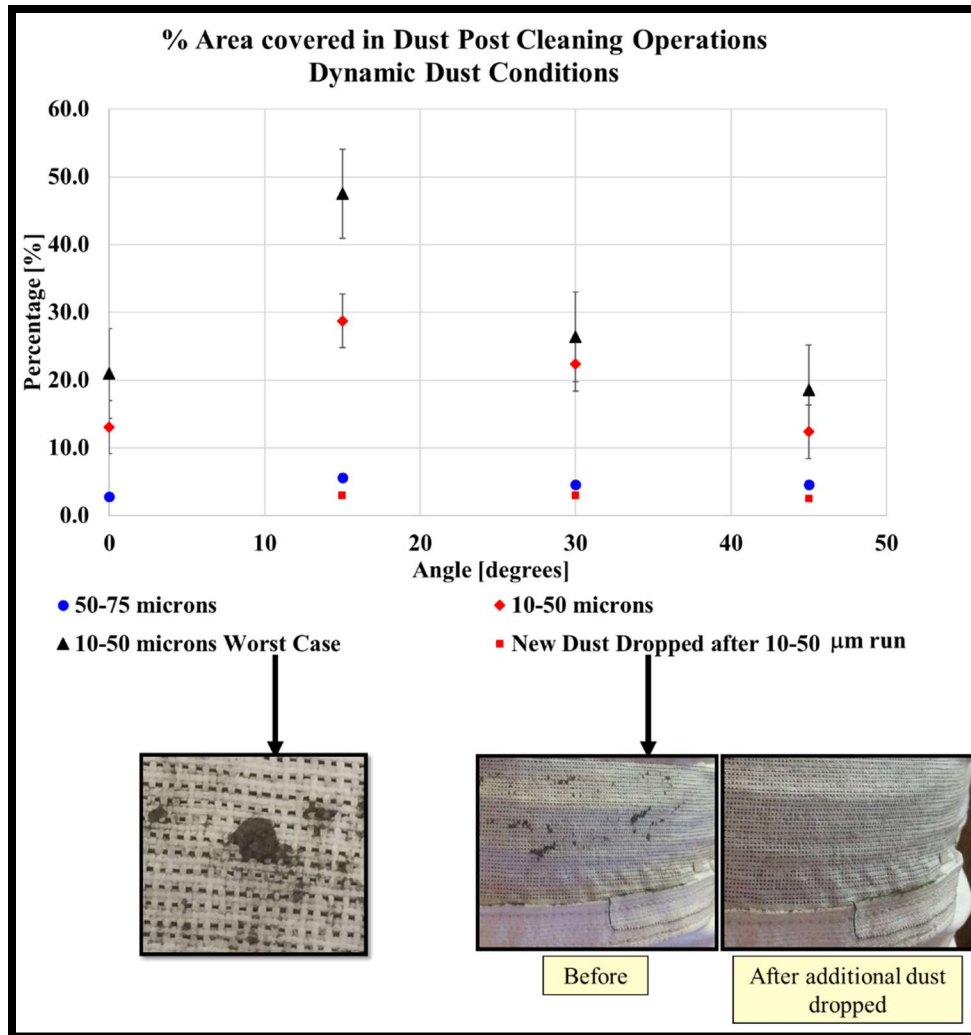 % Area covered in Dust Post Cleaning Operations
Dynamic Dust Conditions
60.0
50.0
40.0
30.0
20.0
10.0
0.0
Percentage [%]
0 10 20 30 40 50
Angle [degrees]
50-75 microns
10-50 microns
10-50 microns Worst Case
New Dust Dropped after 10-50 μm run
Before
After additional dust
dropped